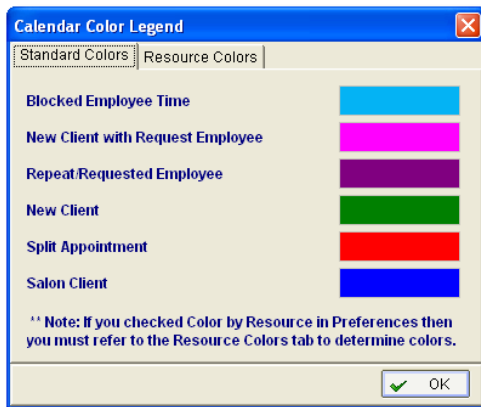 Calendar Color Legend
Standard Colors Resource Colors
Blocked Employee Time
New Client with Request Employee
Repeat/Requested Employee
New Client
Split Appointment
Salon Client
** Note: If you checked Color by Resource in Preferences then
you must refer to the Resource Colors tab to determine colors.
OK